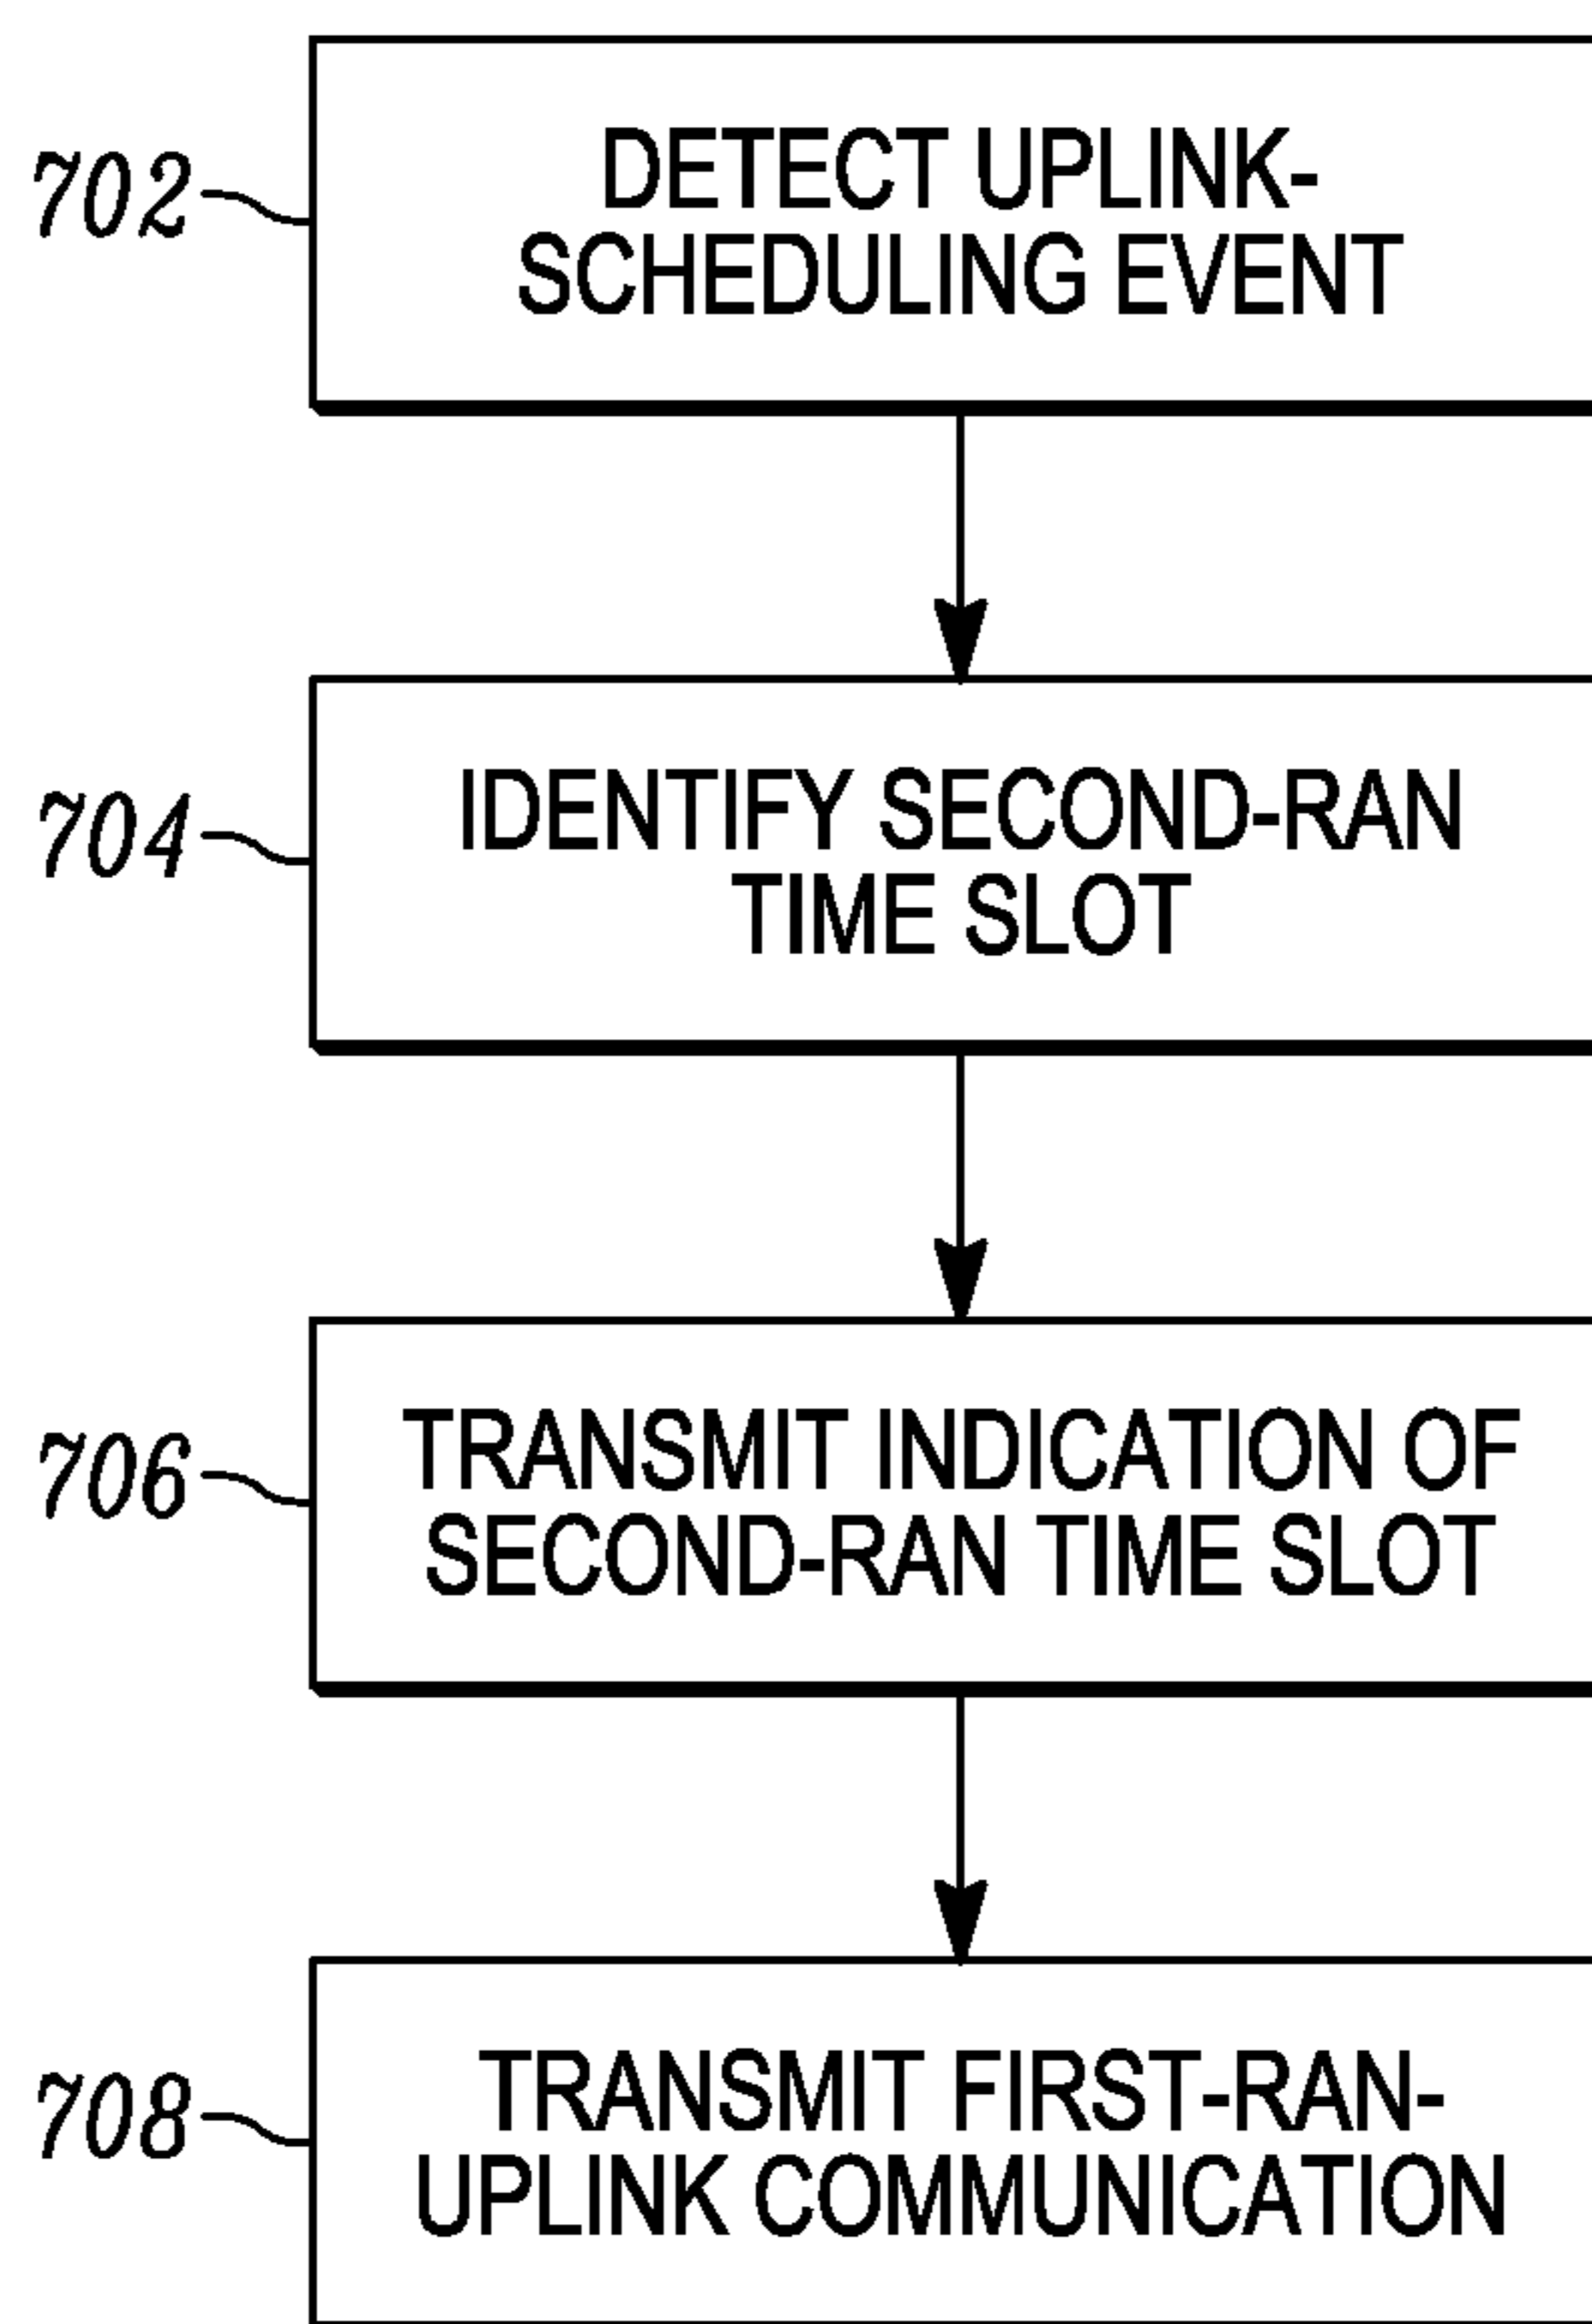 702
DETECT UPLINK-
SCHEDULING EVENT
704
IDENTIFY SECOND-RAN
TIME SLOT
706
TRANSMIT INDICATION OF
SECOND-RAN TIME SLOT
708
TRANSMIT FIRST-RAN-
UPLINK COMMUNICATION